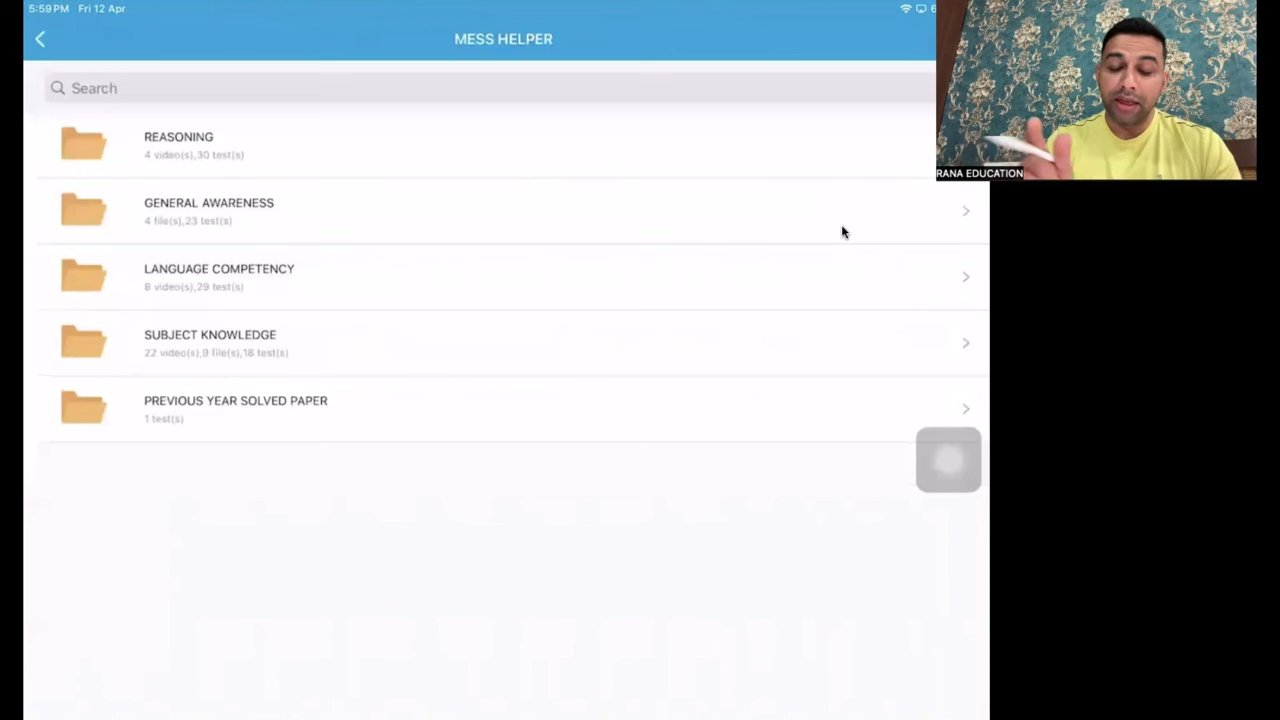 5:59 PM Fri 12 Apr
MESS HELPER
Search
REASONING
4 video(s),30 test(s)
GENERAL AWARENESS
4 file(s),23 test(s)
LANGUAGE COMPETENCY
8 video(s),29 test(s)
SUBJECT KNOWLEDGE
22 video(s),9 file(s),18 test(s)
PREVIOUS YEAR SOLVED PAPER
1 test(s)
RANA EDUCATION